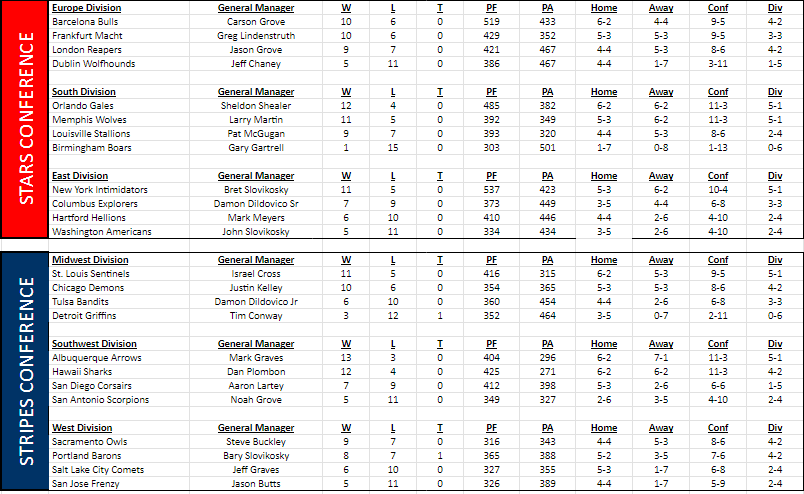 STARS CONFERENCE
Europe Division General Manager W L T PF PA Home Away Conf Div
Barcelona Bulls Carson Grove 10 6 0 519 433 6-2 4-4 9-5 4-2
Frankfurt Macht Greg Lindenstruth 10 6 0 429 352 5-3 5-3 9-5 3-3
London Reapers Jason Grove 9 7 0 421 467 4-4 5-3 8-6 4-2
Dublin Wolfhounds Jeff Chaney 5 11 0 386 467 4-4 1-7 3-11 1-5
South Division General Manager W L T PF PA Home Away Conf Div
Orlando Gales Sheldon Shealer 12 4 0 485 382 6-2 6-2 11-3 5-1
Memphis Wolves Larry Martin 11 5 0 392 349 5-3 6-2 11-3 5-1
Louisville Stallions Pat McGugan 9 7 0 393 320 4-4 5-3 8-6 2-4
Birmingham Boars Gary Gartrell 1 15 0 303 501 1-7 0-8 1-13 0-6
East Division General Manager W L T PF PA Home Away Conf Div
New York Intimidators Bret Slovikosky 11 5 0 537 423 5-3 6-2 10-4 5-1
Columbus Explorers Damon Dildovico Sr 7 9 0 373 449 3-5 4-4 6-8 3-3
Hartford Hellions Mark Meyers 6 10 0 410 446 4-4 2-6 4-10 2-4
Washington Americans John Slovikosky 5 11 0 334 434 3-5 2-6 4-10 2-4
STRIPES CONFERENCE
Midwest Division General Manager W L T PF PA Home Away Conf Div
St. Louis Sentinels Israel Cross 11 5 0 416 315 6-2 5-3 9-5 5-1
Chicago Demons Justin Kelley 10 6 0 354 365 5-3 5-3 8-6 4-2
Tulsa Bandits Damon Dildovico Jr 6 10 0 360 454 4-4 2-6 6-8 3-3
Detroit Griffins Tim Conway 3 12 1 352 464 3-5 0-7 2-11 0-6
Southwest Division General Manager W L T PF PA Home Away Conf Div
Albuquerque Arrows Mark Graves 13 3 0 404 296 6-2 7-1 11-3 5-1
Hawaii Sharks Dan Plombon 12 4 0 425 271 6-2 6-2 11-3 4-2
San Diego Corsairs Aaron Lartey 7 9 0 412 398 5-3 2-6 6-6 1-5
San Antonio Scorpions Noah Grove 5 11 0 349 327 2-6 3-5 4-10 2-4
West Division General Manager W L T PF PA Home Away Conf Div
Sacramento Owls Steve Buckley 9 7 0 316 343 4-4 5-3 8-6 4-2
Portland Barons Bary Slovikosky 8 7 1 365 388 5-2 3-5 7-6 4-2
Salt Lake City Comets Jeff Graves 6 10 0 327 355 5-3 1-7 6-8 2-4
San Jose Frenzy Jason Butts 5 11 0 326 389 4-4 1-7 5-9 2-4